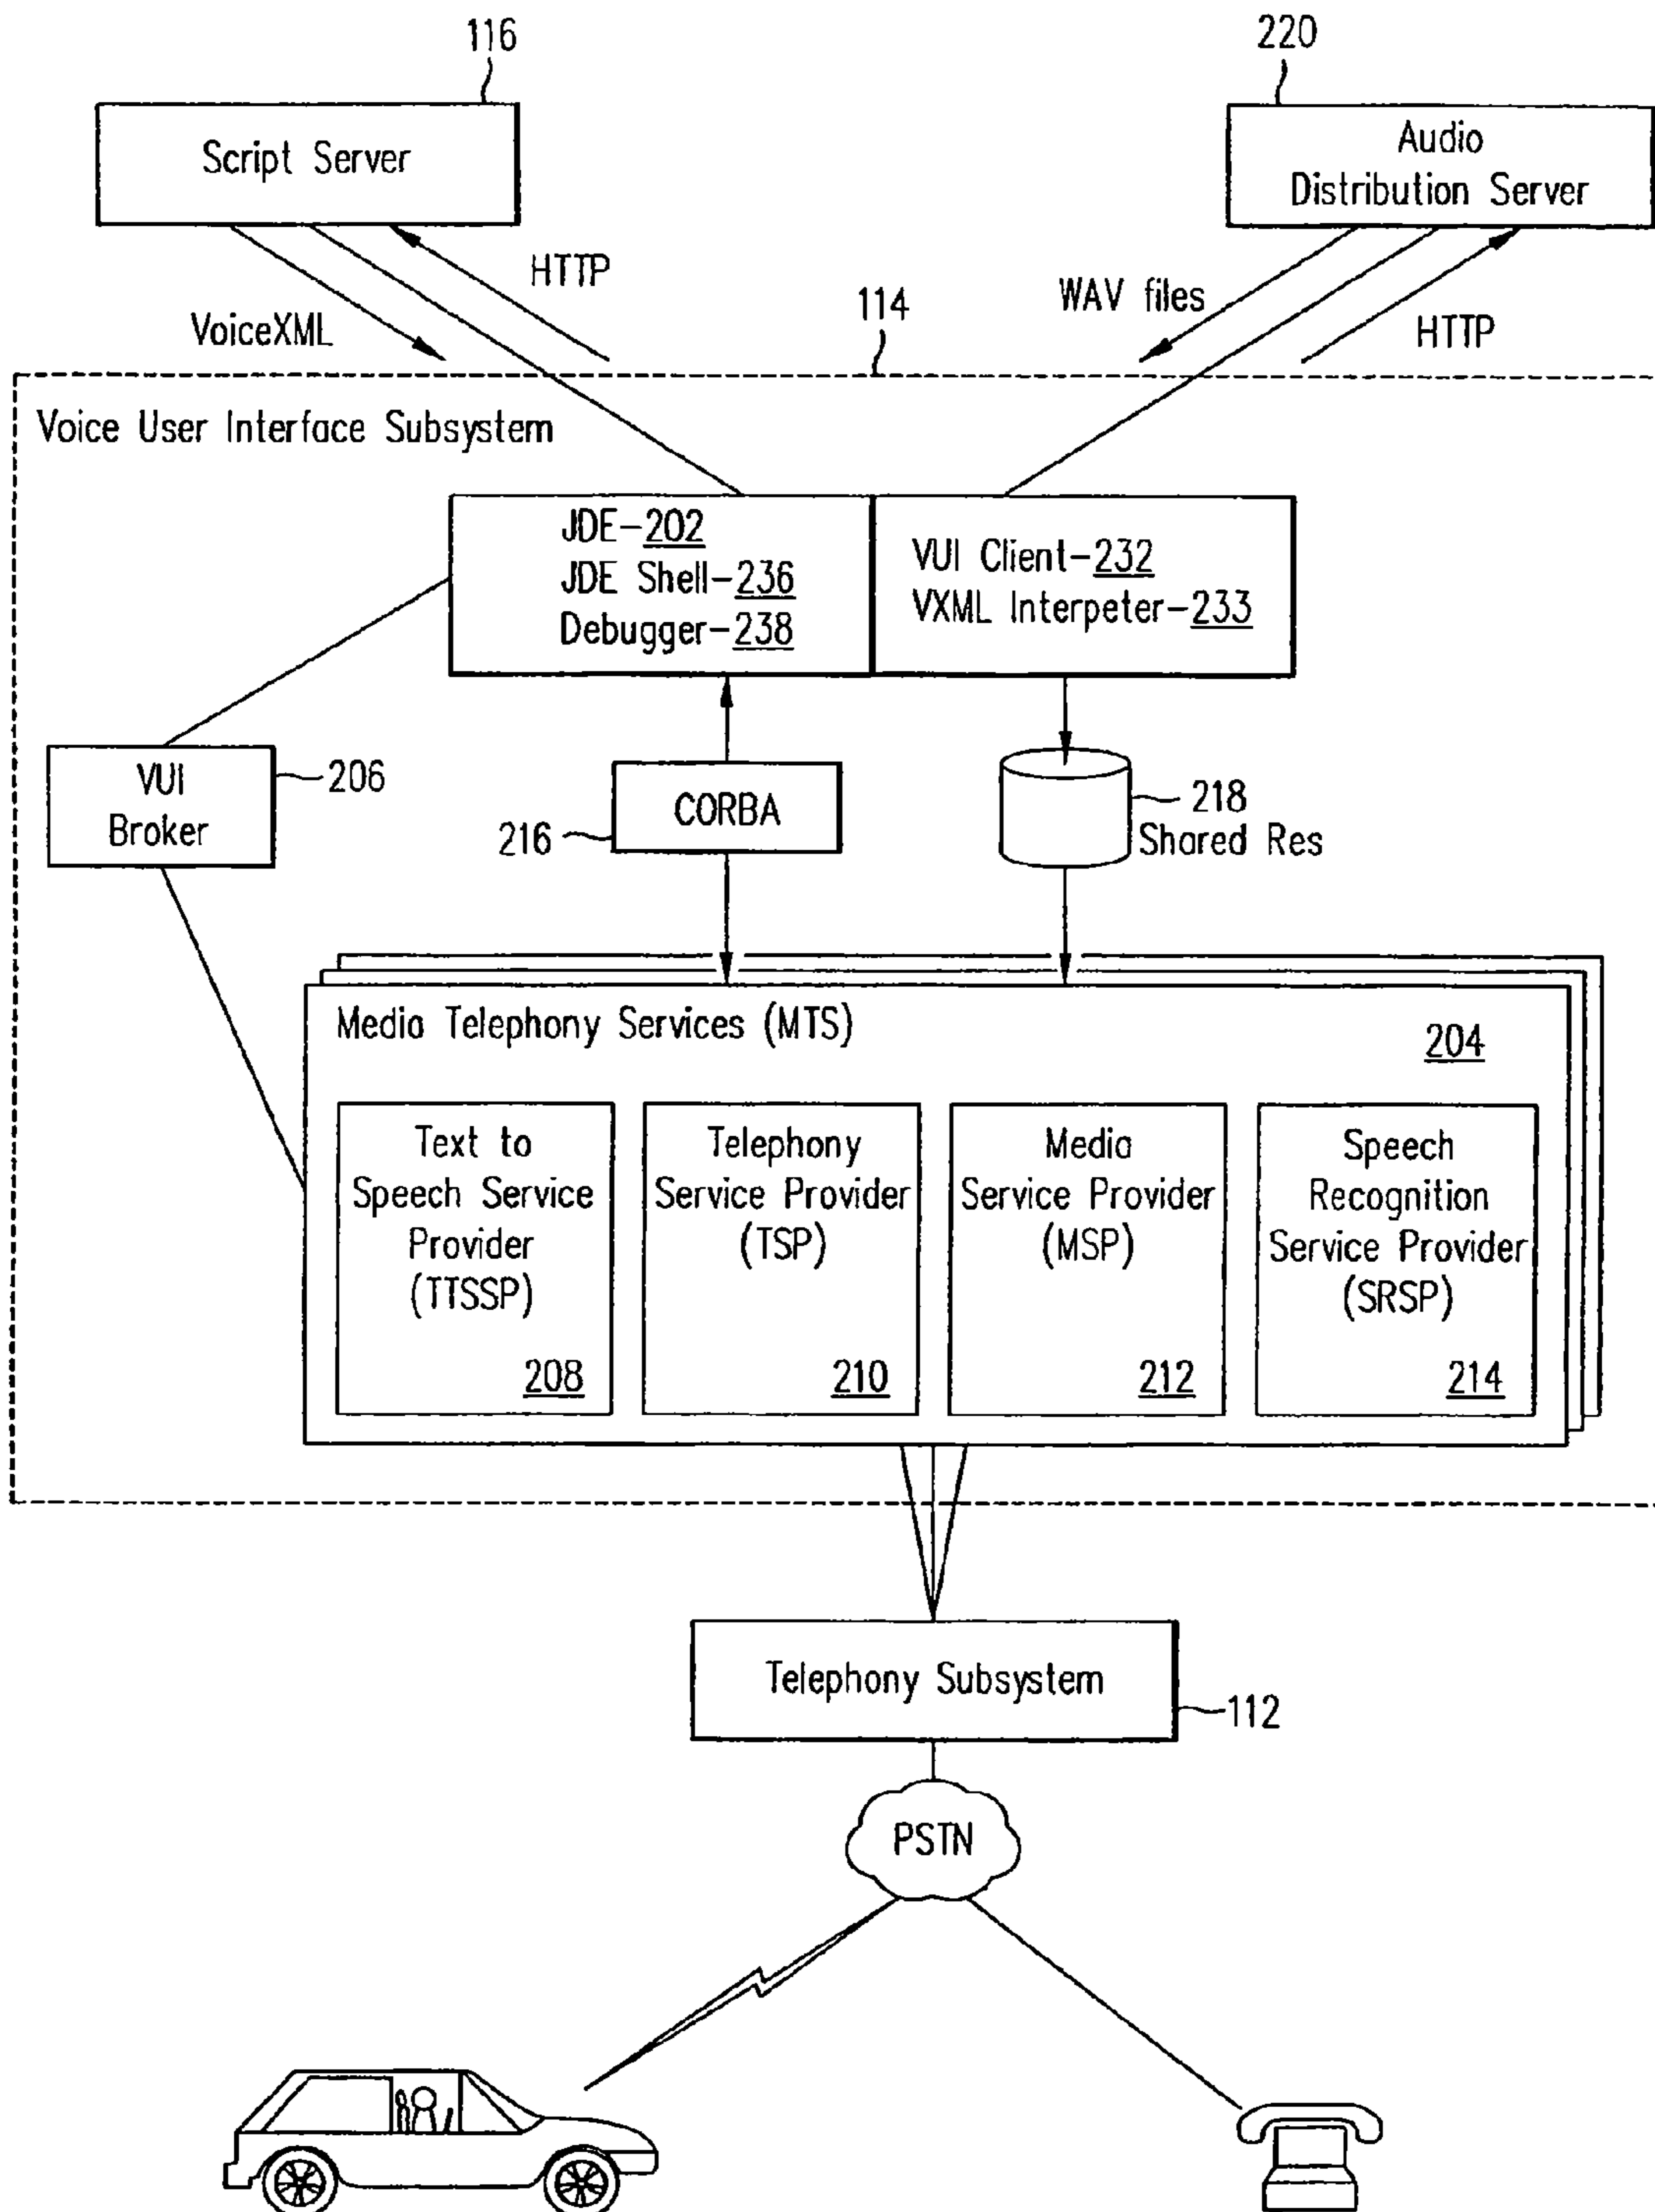 116
220
Script Server
Audio
Distribution Server
HTTP
VoiceXML
WAV files
HTTP
114
Voice User Interface Subsystem
JDE-202
JDE Shell-236
Debugger-238
VUI Client-232
VXML Interpeter-233
VUI
Broker
206
CORBA
216
218
Shared Res
Media Telephony Services (MTS)
204
Text to
Speech Service
Provider
(TTSSP)
208
Telephony
Service Provider
(TSP)
210
Media
Service Provider
(MSP)
212
Speech
Recognition
Service Provider
(SRSP)
214
Telephony Subsystem
112
PSTN